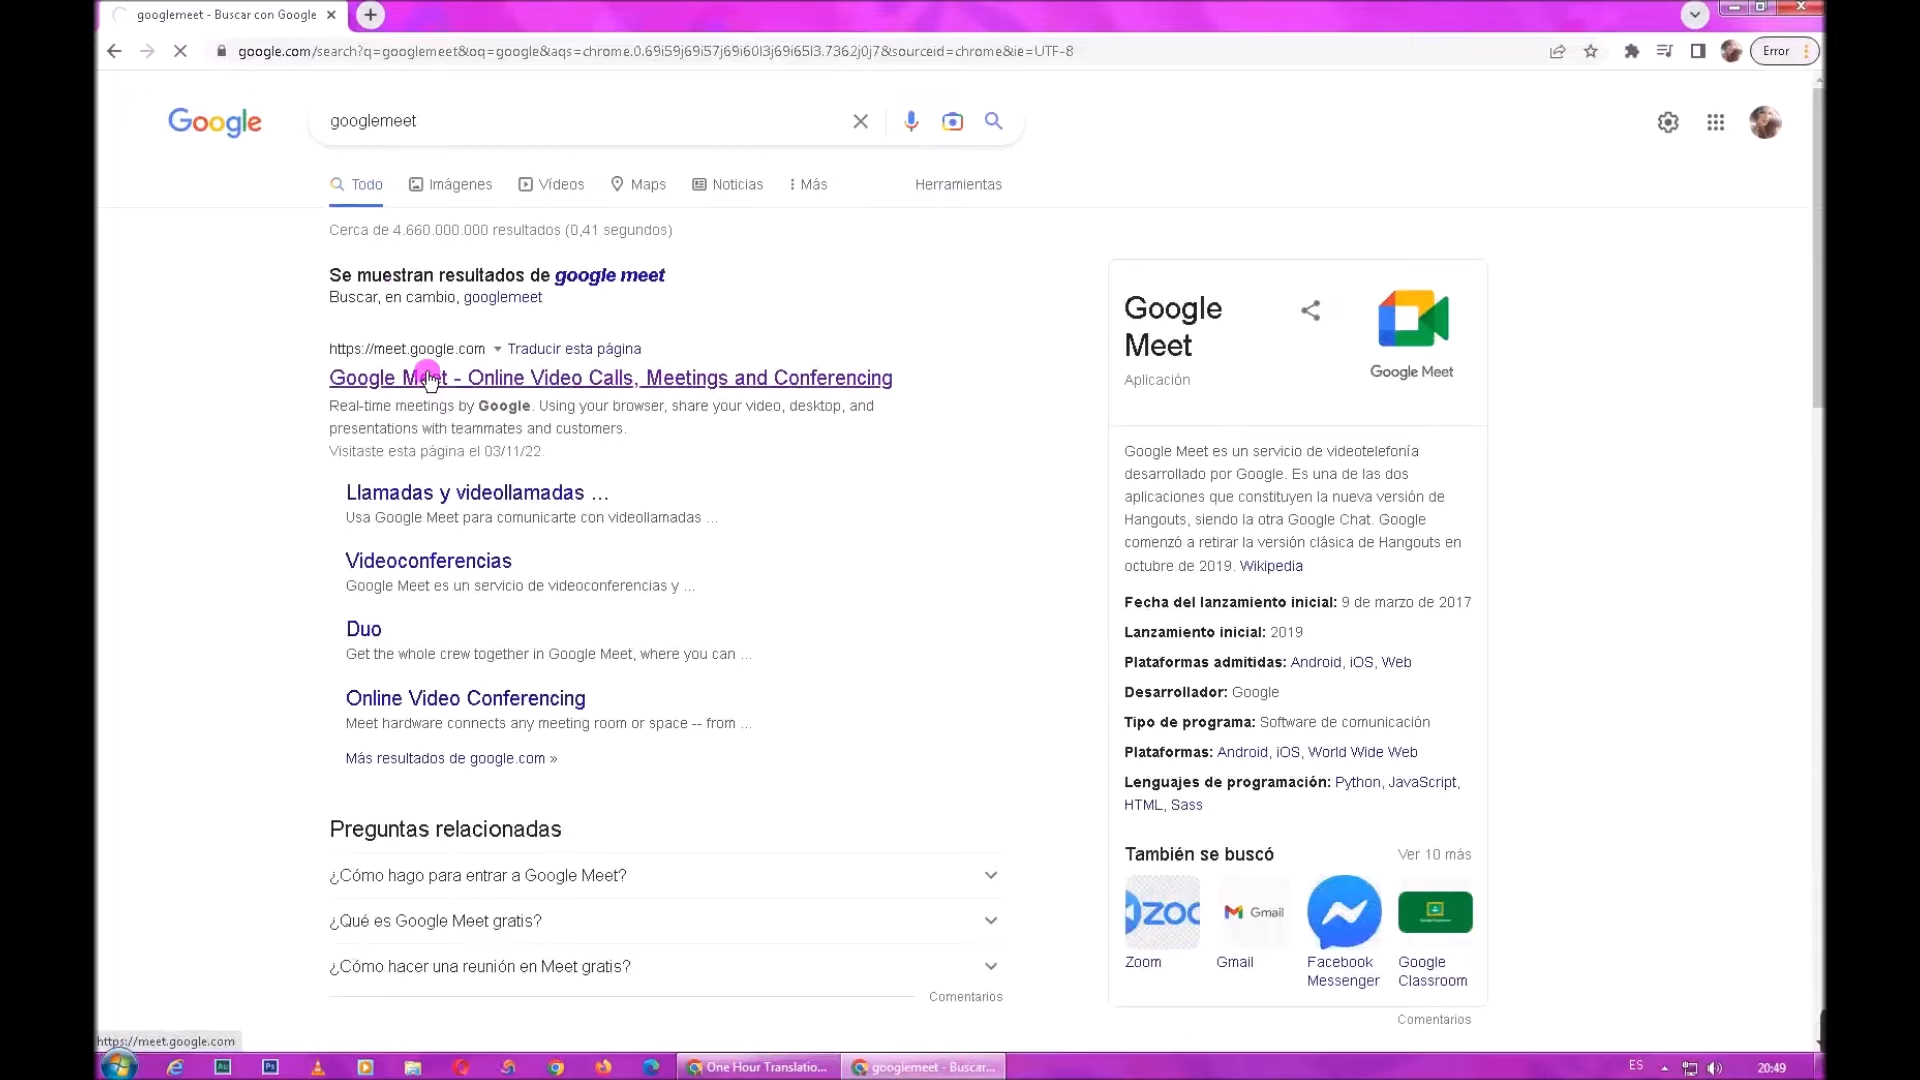 googlemeet - Buscar con Google
google.com/search?q=googlemeet&oq=google&aqs=chrome.0.69i59j69i57j69i60l3j69i65l3.7362j0j7&sourceid=chrome&ie=UTF-8
Error
Google
googlemeet
Todo
Imágenes
Vídeos
Maps
Noticias
Más
Herramientas
Cerca de 4.660.000.000 resultados (0,41 segundos)
Se muestran resultados de google meet
Buscar, en cambio, googlemeet
https://meet.google.com
Traducir esta página
Google Meet - Online Video Calls, Meetings and Conferencing
Real-time meetings by Google. Using your browser, share your video, desktop, and
presentations with teammates and customers.
Visitaste esta página el 03/11/22.
Llamadas y videollamadas ...
Usa Google Meet para comunicarte con videollamadas ...
Videoconferencias
Google Meet es un servicio de videoconferencias y ...
Duo
Get the whole crew together in Google Meet, where you can ...
Online Video Conferencing
Meet hardware connects any meeting room or space -- from ...
Más resultados de google.com »
Preguntas relacionadas
¿Cómo hago para entrar a Google Meet?
¿Qué es Google Meet gratis?
¿Cómo hacer una reunión en Meet gratis?
Comentarios
Google
Meet
Aplicación
Google Meet
Google Meet es un servicio de videotelefonía
desarrollado por Google. Es una de las dos
aplicaciones que constituyen la nueva versión de
Hangouts, siendo la otra Google Chat. Google
comenzó a retirar la versión clásica de Hangouts en
octubre de 2019. Wikipedia
Fecha del lanzamiento inicial: 9 de marzo de 2017
Lanzamiento inicial: 2019
Plataformas admitidas: Android, iOS, Web
Desarrollador: Google
Tipo de programa: Software de comunicación
Plataformas: Android, iOS, World Wide Web
Lenguajes de programación: Python, JavaScript,
HTML, Sass
También se buscó
Ver 10 más
ZOO
Gmail
Zoom
Gmail
Facebook
Messenger
Google
Classroom
Comentarios
https://meet.google.com
Au
Ps
One Hour Translatio...
googlemeet - Buscar...
ES
20:49